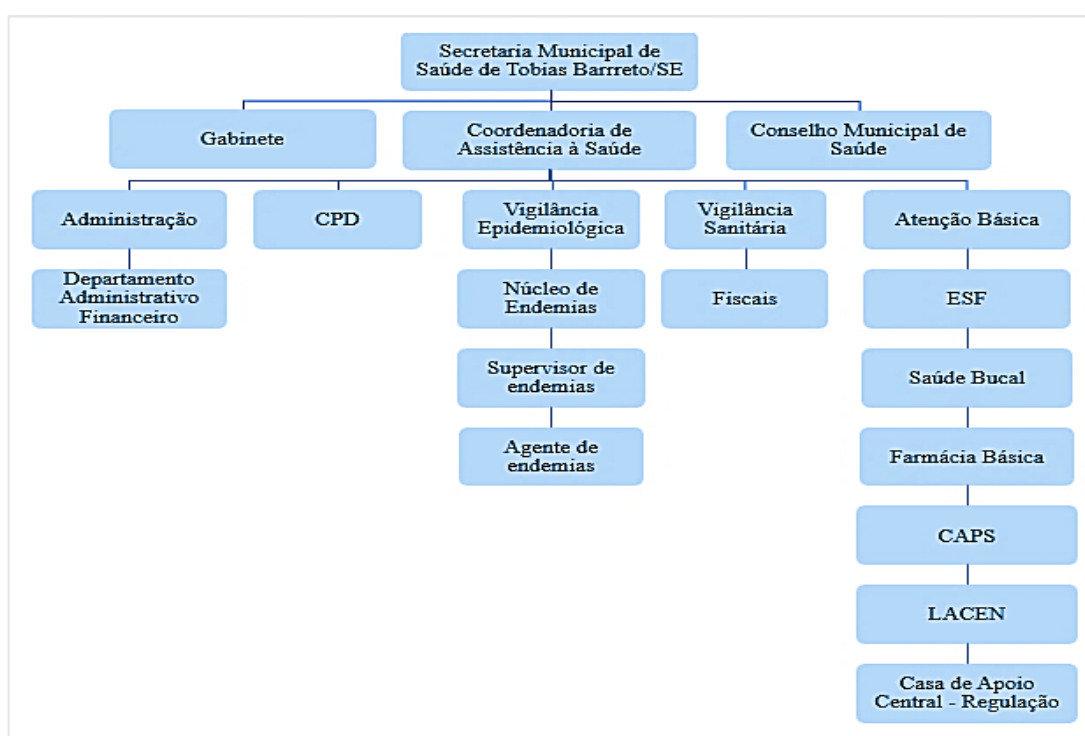 Secretaria Municipal de
Saúde de Tobias Barrreto/SE
Gabinete
Coordenadoria de
Assistência à Saúde
Conselho Municipal de
Saúde
Administração
CPD
Vigilância
Epidemiológica
Vigilância
Sanitária
Atenção Básica
Departamento
Administrativo
Financeiro
Núcleo de
Endemias
Fiscais
ESF
Supervisor de
endemias
Saúde Bucal
Agente de
endemias
Farmácia Básica
CAPS
LACEN
Casa de Apoio
Central - Regulação